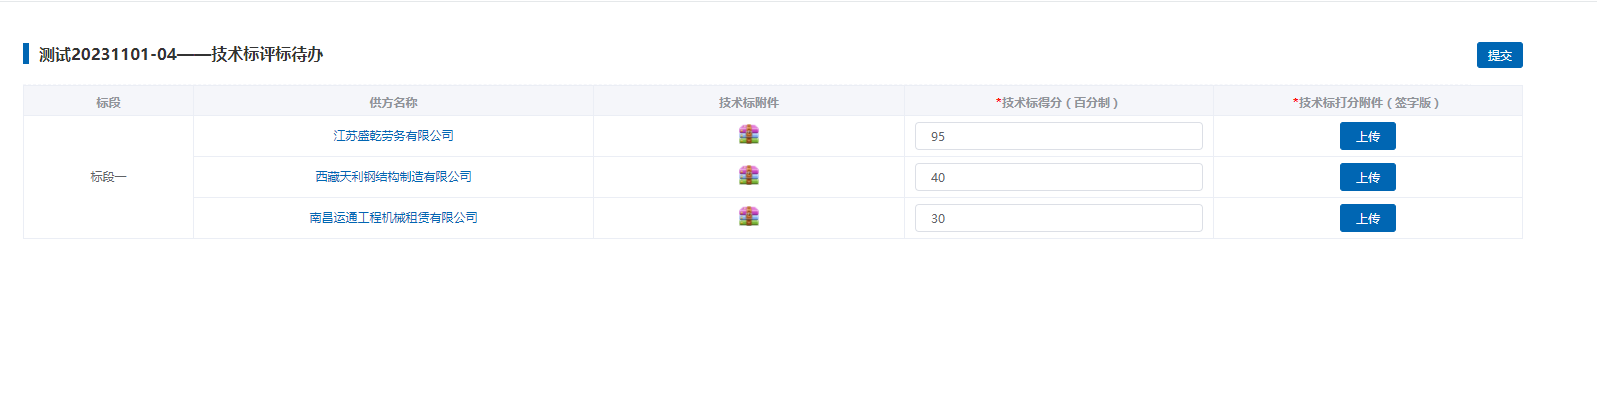 测试20231101-04——技术标评标待办
提交
标段 供方名称 技术标附件 *技术标得分（百分制） *技术标打分附件（签字版）
江苏盛乾劳务有限公司 95 上传
标段一 西藏天利钢结构制造有限公司 40 上传
南昌运通工程机械租赁有限公司 30 上传